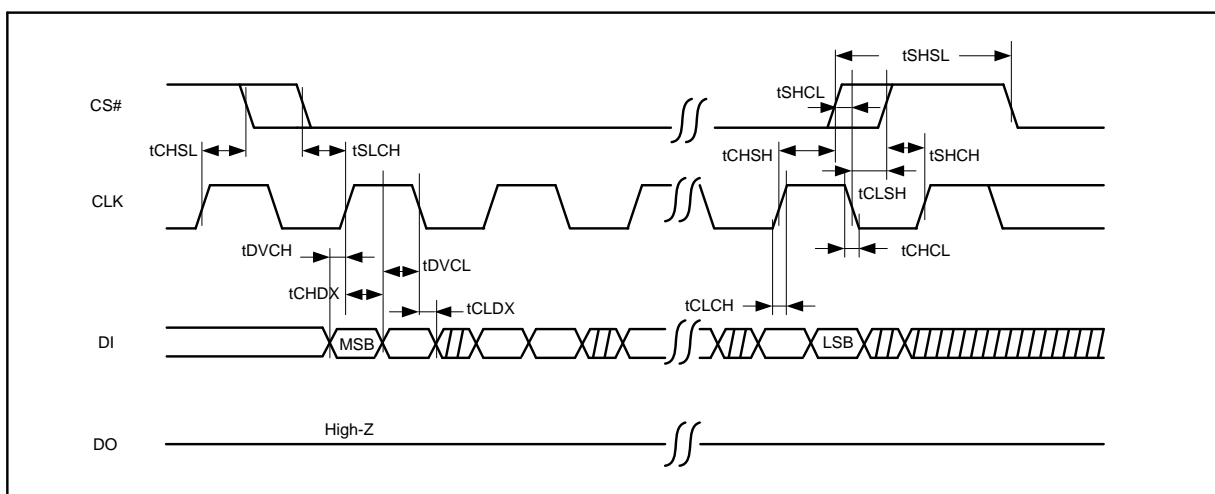 tSHSL
CS#
tSHCL
tCHSL
tSLCH
tCHSH
tSHCH
CLK
tCLSH
tDVCH
tDVCL
tCHCL
tCHDX
tCLDX
tCLCH
DI
MSB
LSB
High-Z
DO